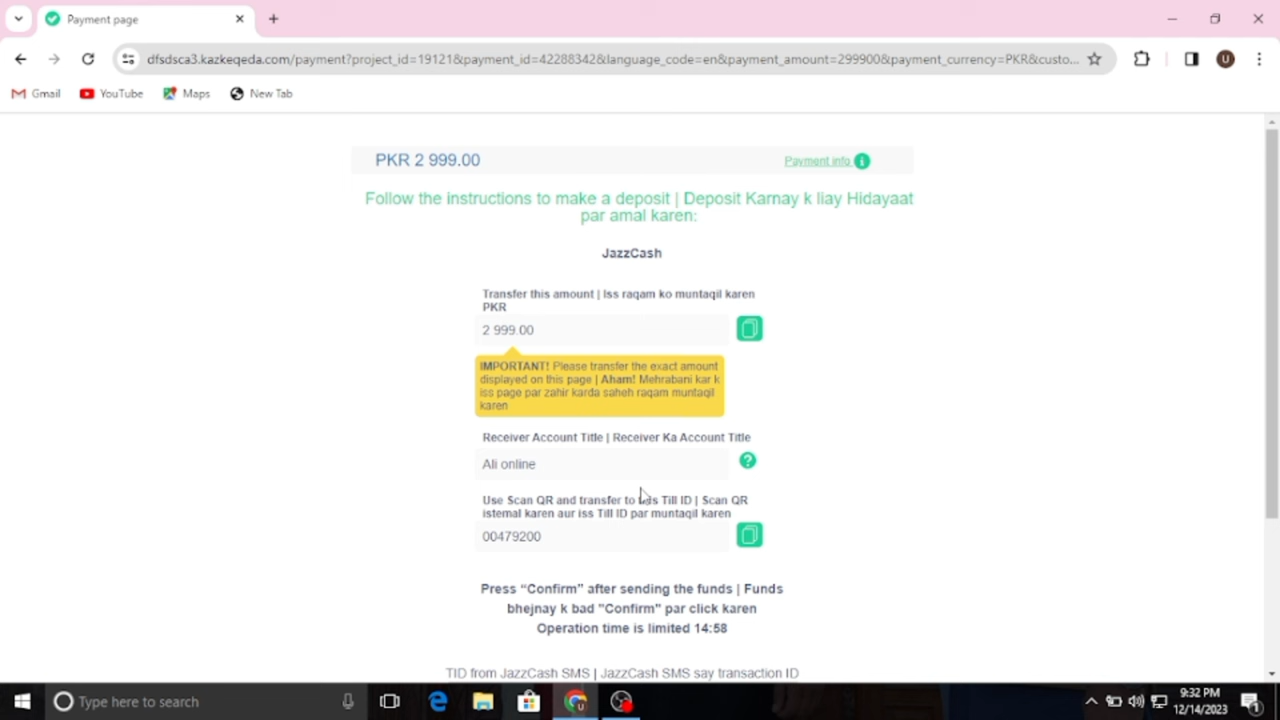 Payment page
dfsdsca3.kazkeqeda.com/payment?project_id=19121&payment_id=42288342&language_code=en&payment_amount=299900&payment_currency=PKR&custo...
Gmail YouTube Maps New Tab
PKR 2 999.00 Payment info
Follow the instructions to make a deposit | Deposit Karnay k liay Hidayaat
par amal karen:
JazzCash
Transfer this amount | Iss raqam ko muntaqil karen
PKR
2 999.00
IMPORTANT! Please transfer the exact amount
displayed on this page | Aham! Mehrabani kar k
iss page par zahir karda saheh raqam muntaqil
karen
Receiver Account Title | Receiver Ka Account Title
Ali online
Use Scan QR and transfer to this Till ID | Scan QR
istemal karen aur iss Till ID par muntaqil karen
00479200
Press “Confirm” after sending the funds | Funds
bhejnay k bad "Confirm" par click karen
Operation time is limited 14:58
TID from JazzCash SMS | JazzCash SMS say transaction ID
Type here to search
9:32 PM
12/14/2023